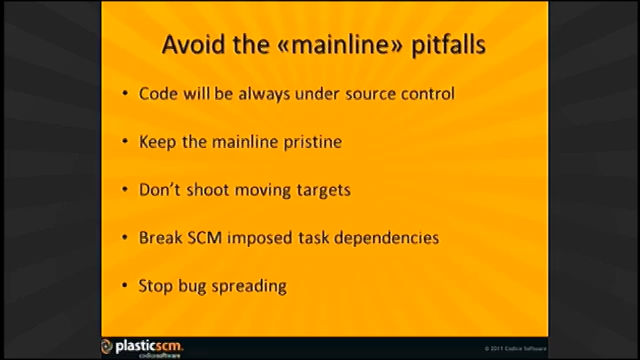 Avoid the «mainline» pitfalls
• Code will be always under source control
• Keep the mainline pristine
• Don't shoot moving targets
• Break SCM imposed task dependencies
• Stop bug spreading
plasticscm
codicesoftware
© 2011 Codice Software